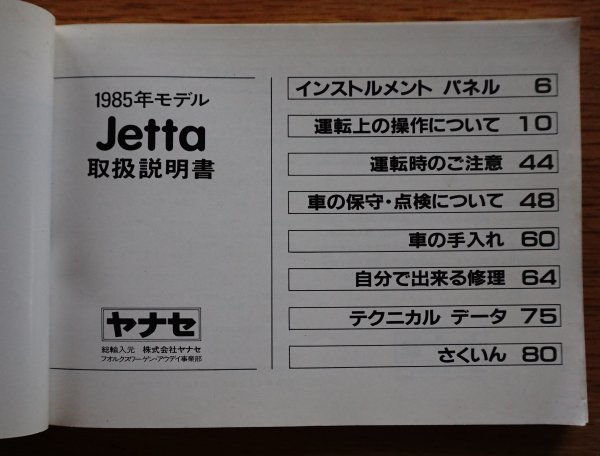 1985年モデル
Jetta
取扱説明書
ヤナセ
総輸入元 株式会社ヤナセ
フオルクスワーゲン・アウデイ事業部
インストルメント パネル 6
運転上の操作について 10
運転時のご注意 44
車の保守・点検について 48
車の手入れ 60
自分で出来る修理 64
テクニカル データ 75
さくいん 80